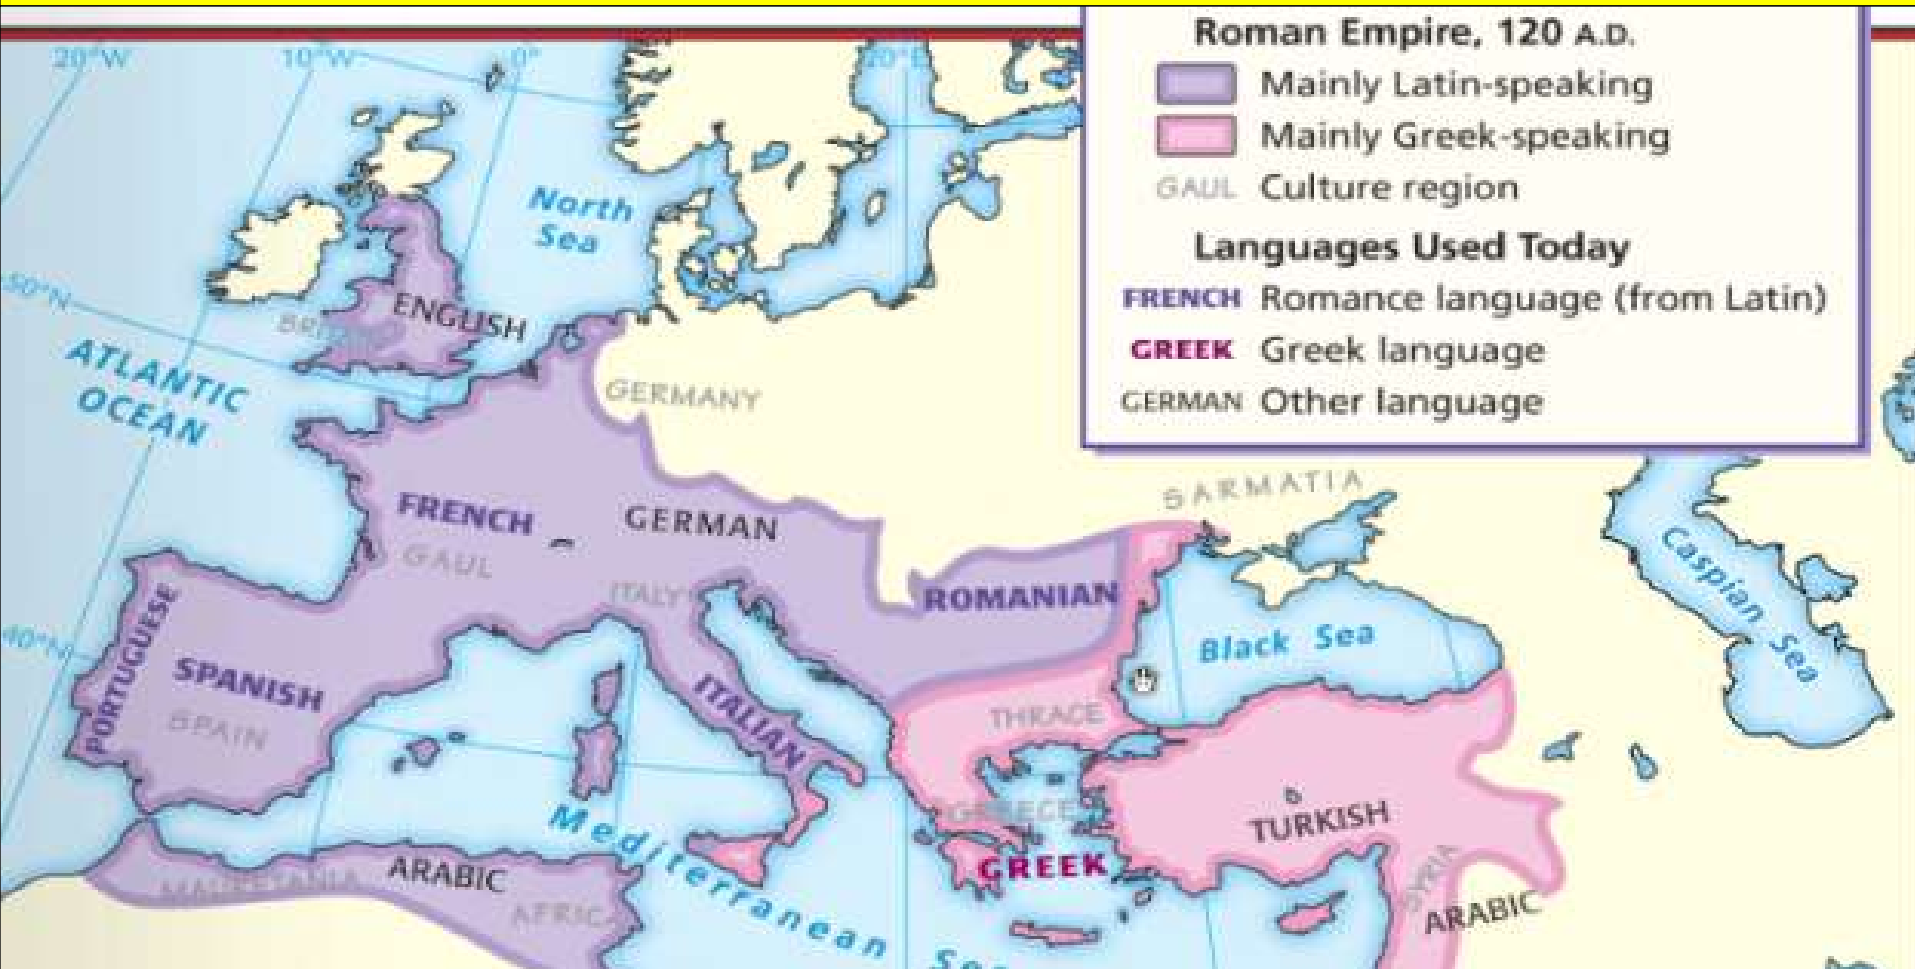 20°W
10°W
0°
20°E
Roman Empire, 120 A.D.
Mainly Latin-speaking
Mainly Greek-speaking
GAUL Culture region
Languages Used Today
FRENCH Romance language (from Latin)
GREEK Greek language
GERMAN Other language
North
Sea
50°N
ENGLISH
ATLANTIC
OCEAN
GERMANY
SARMATIA
FRENCH
GERMAN
GAUL
ITALY
ROMANIAN
Caspian Sea
Black Sea
40°N
PORTUGUESE
SPANISH
SPAIN
ITALIAN
THRACE
GREECE
TURKISH
GREEK
Mediterranean
ARABIC
MAURETANIA
SYRIA
ARABIC